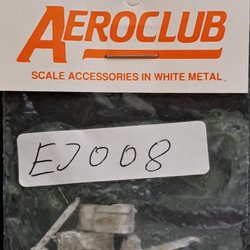 AEROCLUB
SCALE ACCESSORIES IN WHITE METAL.
EJ008